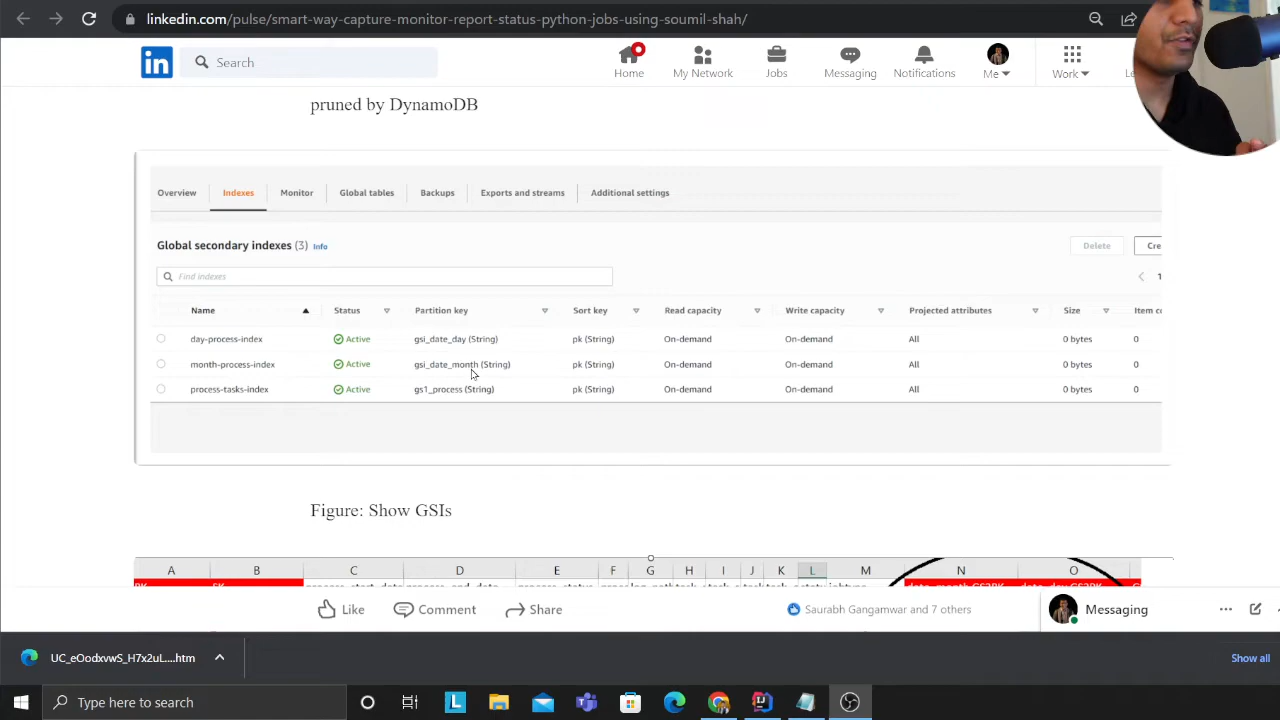 linkedin.com/pulse/smart-way-capture-monitor-report-status-python-jobs-using-soumil-shah/
in
Search
Home
My Network
Jobs
Messaging
Notifications
Me
Work
pruned by DynamoDB
Overview
Indexes
Monitor
Global tables
Backups
Exports and streams
Additional settings
Global secondary indexes (3) Info
Delete
Cre
Find indexes
1
Name Status Partition key Sort key Read capacity Write capacity Projected attributes Size Item c
day-process-index Active gsi_date_day (String) pk (String) On-demand On-demand All 0 bytes 0
month-process-index Active gsi_date_month (String) pk (String) On-demand On-demand All 0 bytes 0
process-tasks-index Active gs1_process (String) pk (String) On-demand On-demand All 0 bytes 0
Figure: Show GSIs
A B C D E F G H I J K L M N O
Like
Comment
Share
Saurabh Gangamwar and 7 others
Messaging
UC_eOodxvwS_H7x2uL....htm
Show all
Type here to search